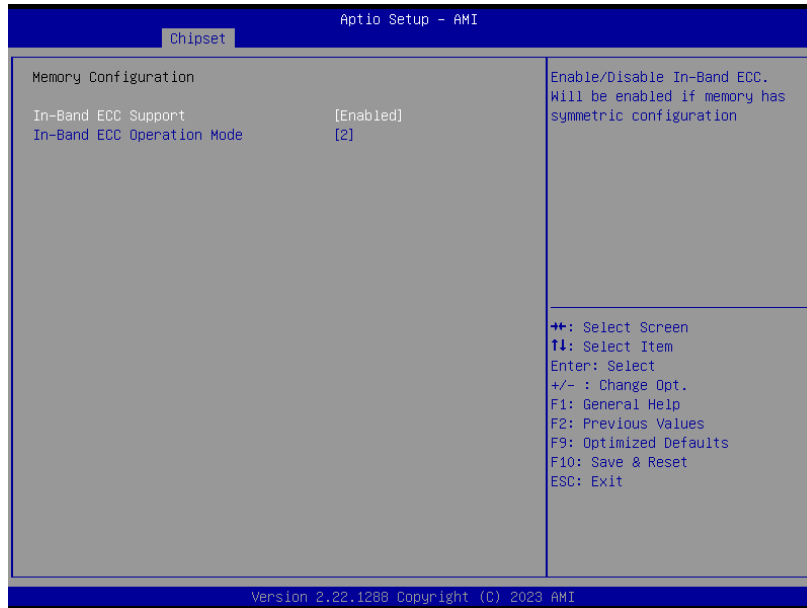 Aptio Setup – AMI
Chipset
Memory Configuration
In-Band ECC Support [Enabled]
In-Band ECC Operation Mode [2]
Enable/Disable In-Band ECC.
Will be enabled if memory has
symmetric configuration
→←: Select Screen
↑↓: Select Item
Enter: Select
+/- : Change Opt.
F1: General Help
F2: Previous Values
F9: Optimized Defaults
F10: Save & Reset
ESC: Exit
Version 2.22.1288 Copyright (C) 2023 AMI